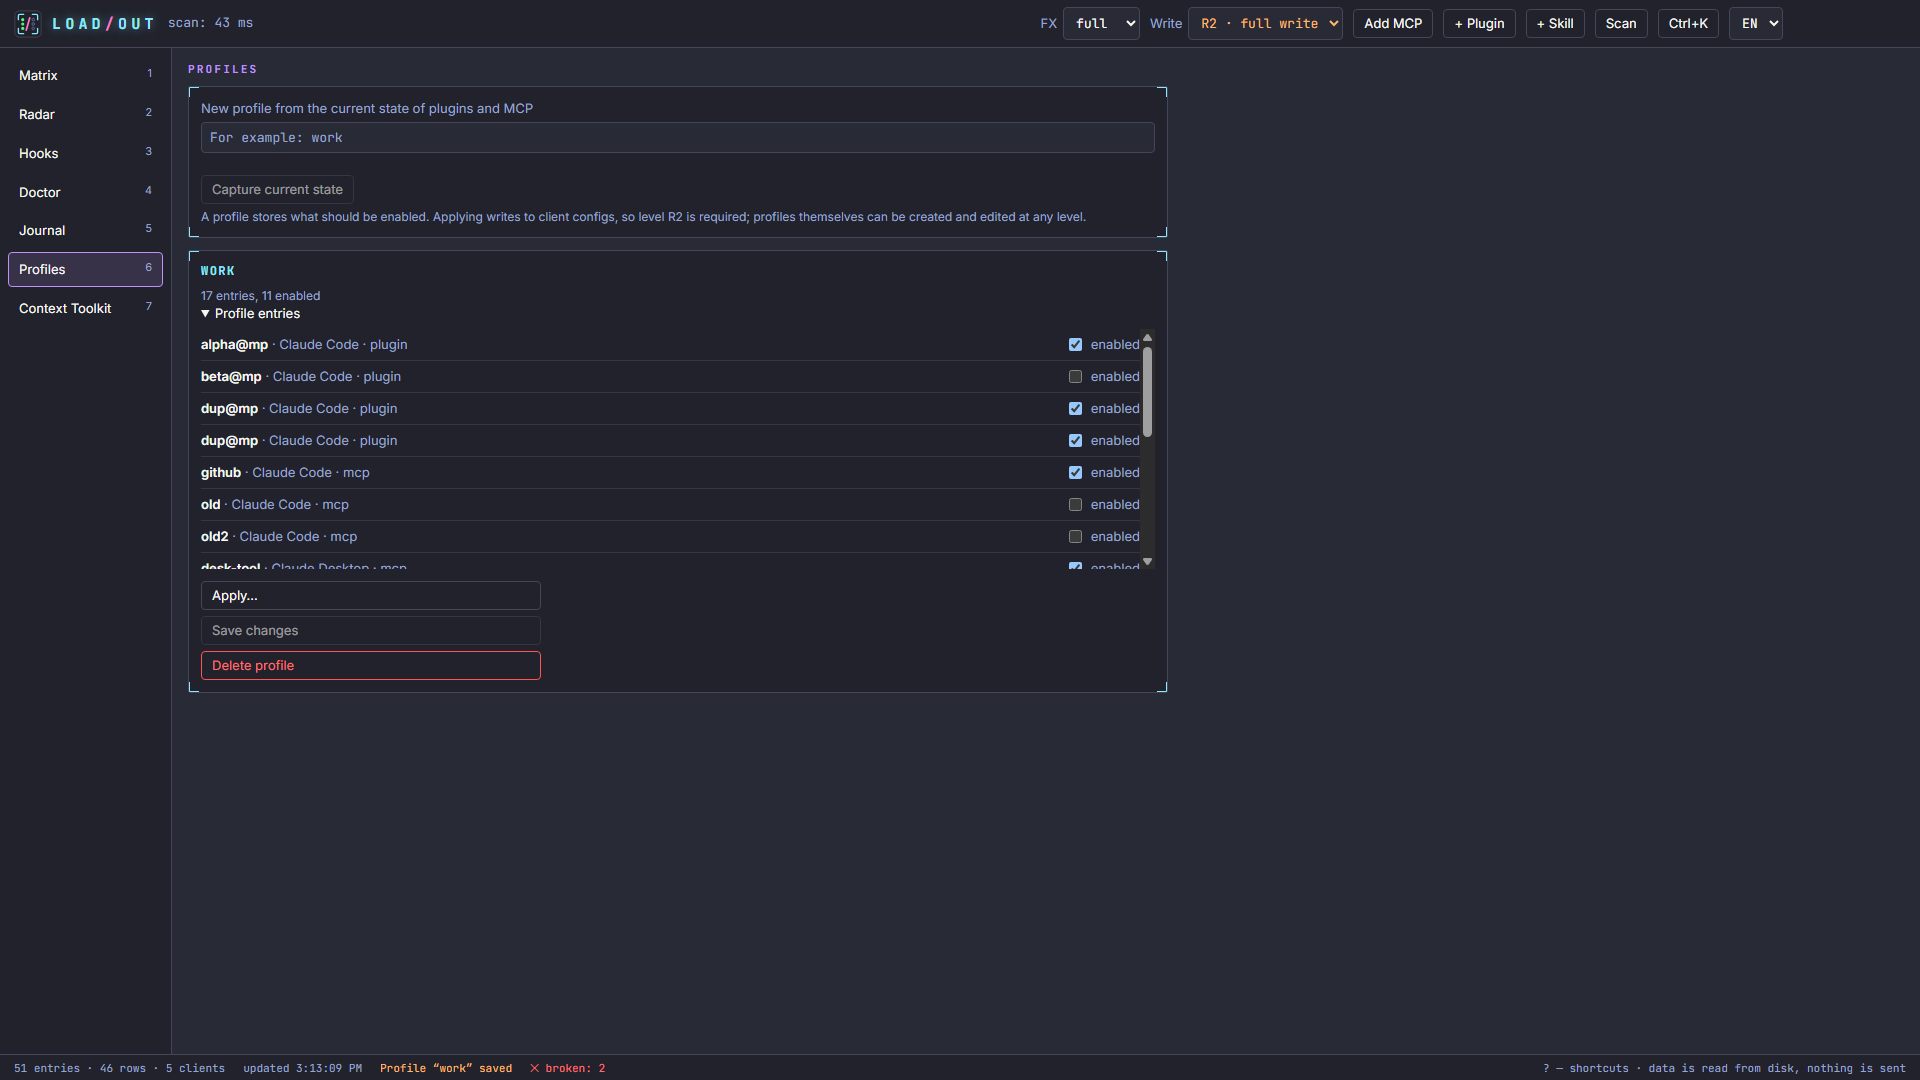 LOAD/OUT scan: 43 ms FX full Write R2 · full write Add MCP + Plugin + Skill Scan Ctrl+K EN
Matrix 1
Radar 2
Hooks 3
Doctor 4
Journal 5
Profiles 6
Context Toolkit 7
PROFILES
New profile from the current state of plugins and MCP
For example: work
Capture current state
A profile stores what should be enabled. Applying writes to client configs, so level R2 is required; profiles themselves can be created and edited at any level.
WORK
17 entries, 11 enabled
▼ Profile entries
alpha@mp · Claude Code · plugin enabled
beta@mp · Claude Code · plugin enabled
dup@mp · Claude Code · plugin enabled
dup@mp · Claude Code · plugin enabled
github · Claude Code · mcp enabled
old · Claude Code · mcp enabled
old2 · Claude Code · mcp enabled
desk-tool · Claude Desktop · mcp enabled
Apply...
Save changes
Delete profile
51 entries · 46 rows · 5 clients updated 3:13:09 PM Profile “work” saved ✕ broken: 2 ? — shortcuts · data is read from disk, nothing is sent